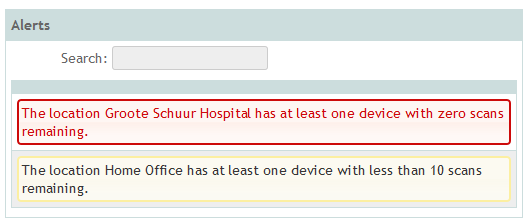 Alerts
Search:
The location Groote Schuur Hospital has at least one device with zero scans
remaining.
The location Home Office has at least one device with less than 10 scans
remaining.